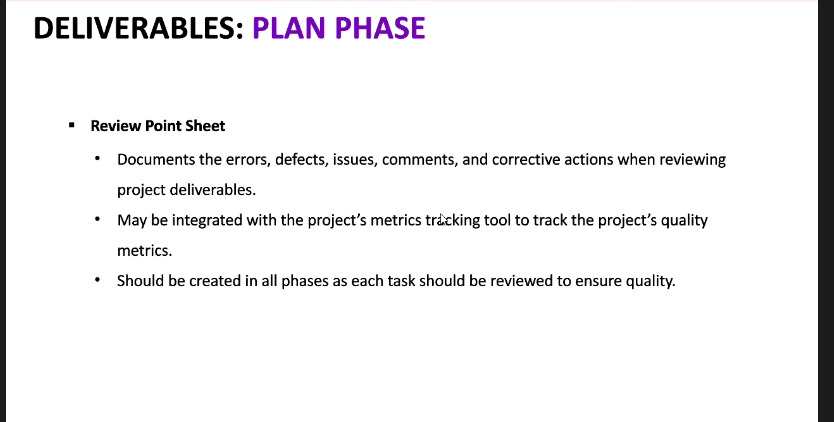 DELIVERABLES: PLAN PHASE
▪ Review Point Sheet
• Documents the errors, defects, issues, comments, and corrective actions when reviewing
project deliverables.
• May be integrated with the project's metrics tracking tool to track the project's quality
metrics.
• Should be created in all phases as each task should be reviewed to ensure quality.